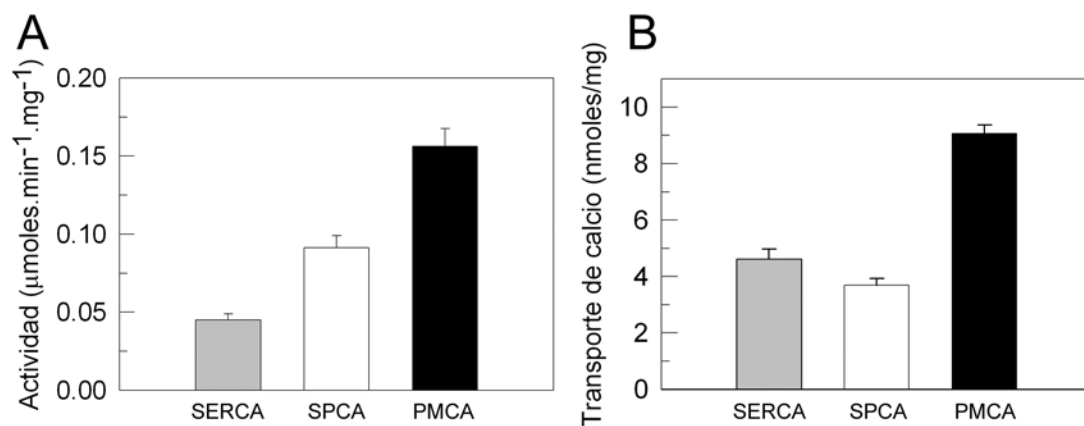 A
Actividad (μmoles.min⁻¹.mg⁻¹)
0.20
0.15
0.10
0.05
0.00
SERCA SPCA PMCA
B
Transporte de calcio (nmoles/mg)
10
8
6
4
2
0
SERCA SPCA PMCA